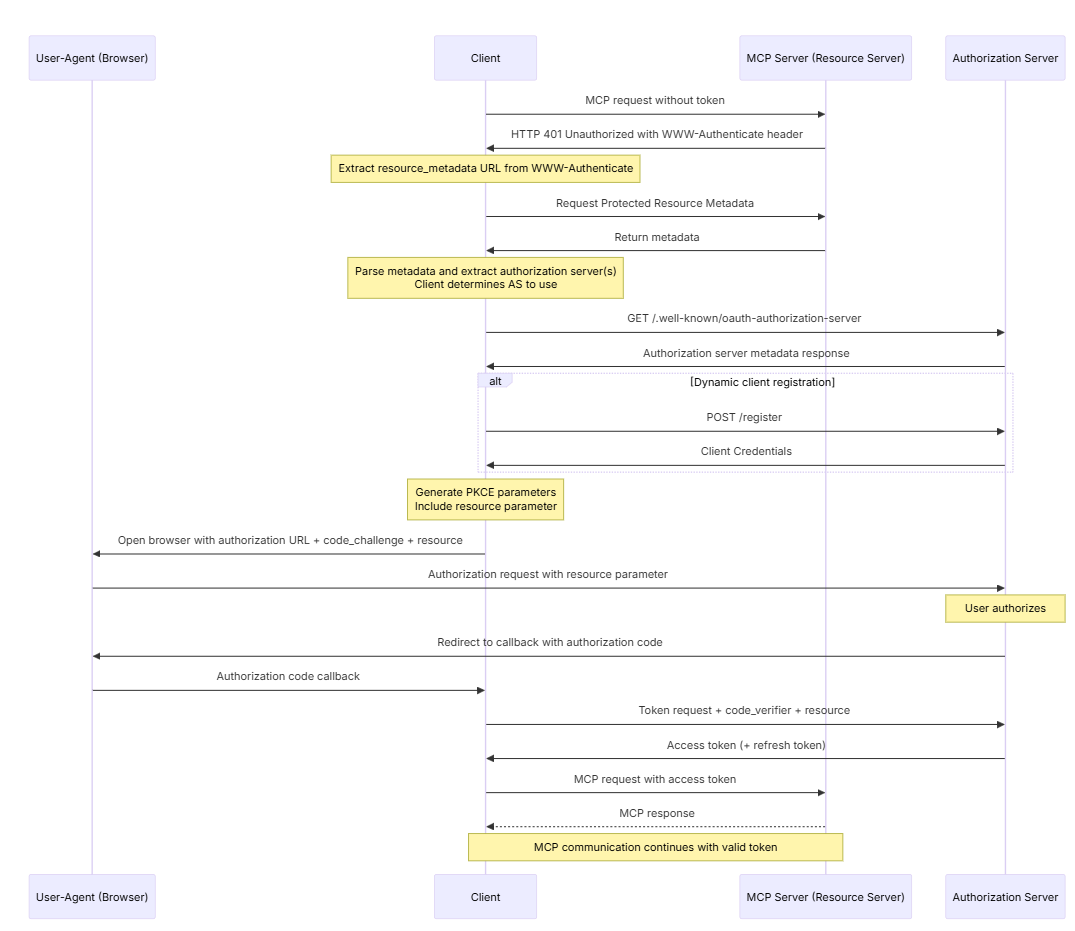 User-Agent (Browser)
Client
MCP Server (Resource Server)
Authorization Server
MCP request without token
HTTP 401 Unauthorized with WWW-Authenticate header
Extract resource_metadata URL from WWW-Authenticate
Request Protected Resource Metadata
Return metadata
Parse metadata and extract authorization server(s)
Client determines AS to use
GET /.well-known/oauth-authorization-server
Authorization server metadata response
alt
[Dynamic client registration]
POST /register
Client Credentials
Generate PKCE parameters
Include resource parameter
Open browser with authorization URL + code_challenge + resource
Authorization request with resource parameter
User authorizes
Redirect to callback with authorization code
Authorization code callback
Token request + code_verifier + resource
Access token (+ refresh token)
MCP request with access token
MCP response
MCP communication continues with valid token
User-Agent (Browser)
Client
MCP Server (Resource Server)
Authorization Server